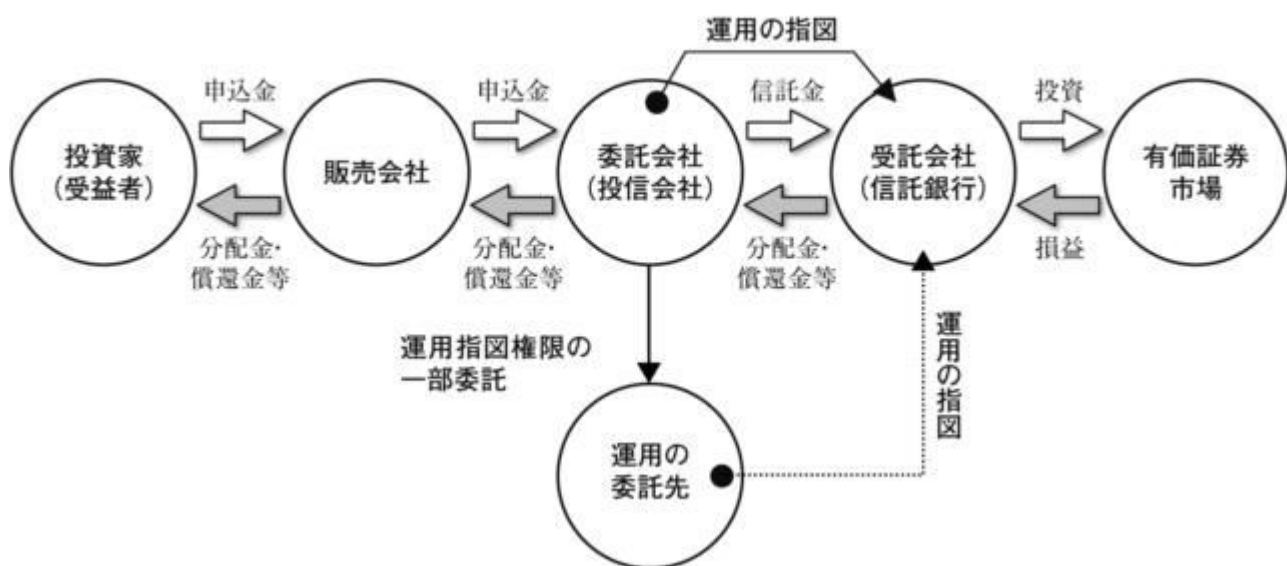 運用の指図
申込金
申込金
信託金
投資
投資家
(受益者)
販売会社
委託会社
(投信会社)
受託会社
(信託銀行)
有価証券
市場
分配金・
償還金等
分配金・
償還金等
分配金・
償還金等
損益
運用指図権限の
一部委託
運用の指図
運用の
委託先